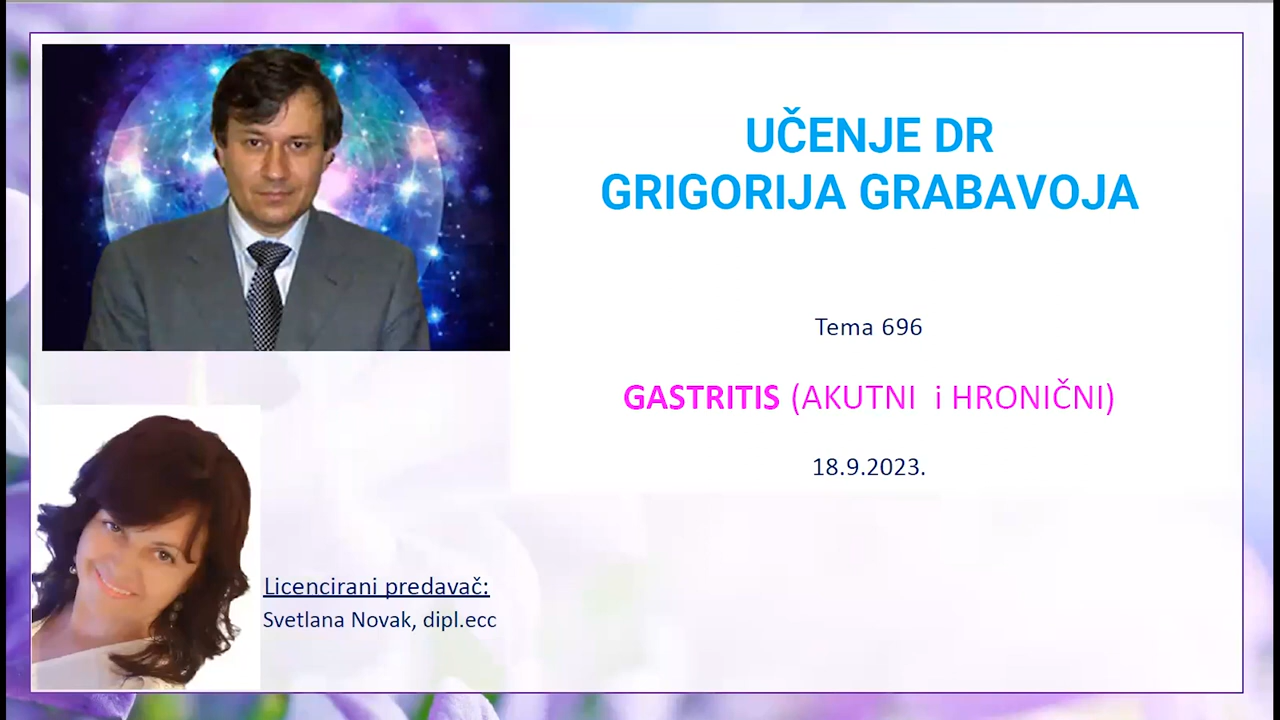 UČENJE DR
GRIGORIJA GRABAVOJA
Tema 696
GASTRITIS (AKUTNI i HRONIČNI)
18.9.2023.
Licencirani predavač:
Svetlana Novak, dipl.ecc